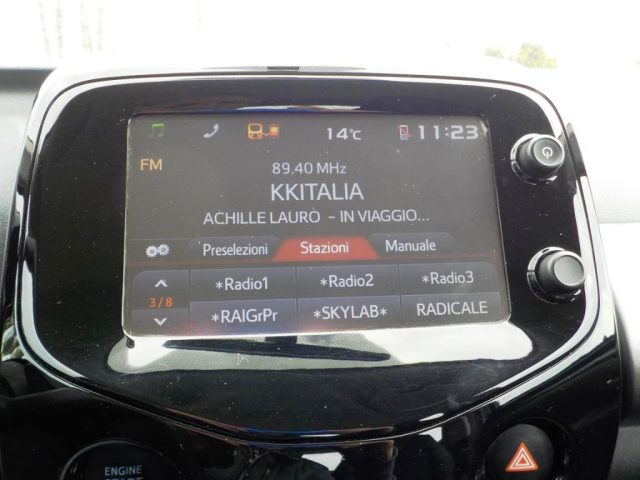 14°C
11:23
FM
89.40 MHz
KKITALIA
ACHILLE LAURO - IN VIAGGIO...
Preselezioni Stazioni Manuale
*Radio1 *Radio2 *Radio3
3/8
*RAIGrPr *SKYLAB* RADICALE
ENGINE
START